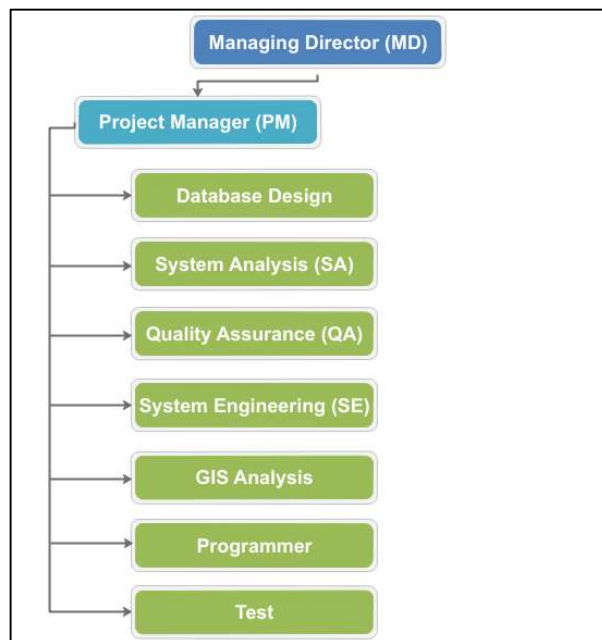 Managing Director (MD)
Project Manager (PM)
Database Design
System Analysis (SA)
Quality Assurance (QA)
System Engineering (SE)
GIS Analysis
Programmer
Test